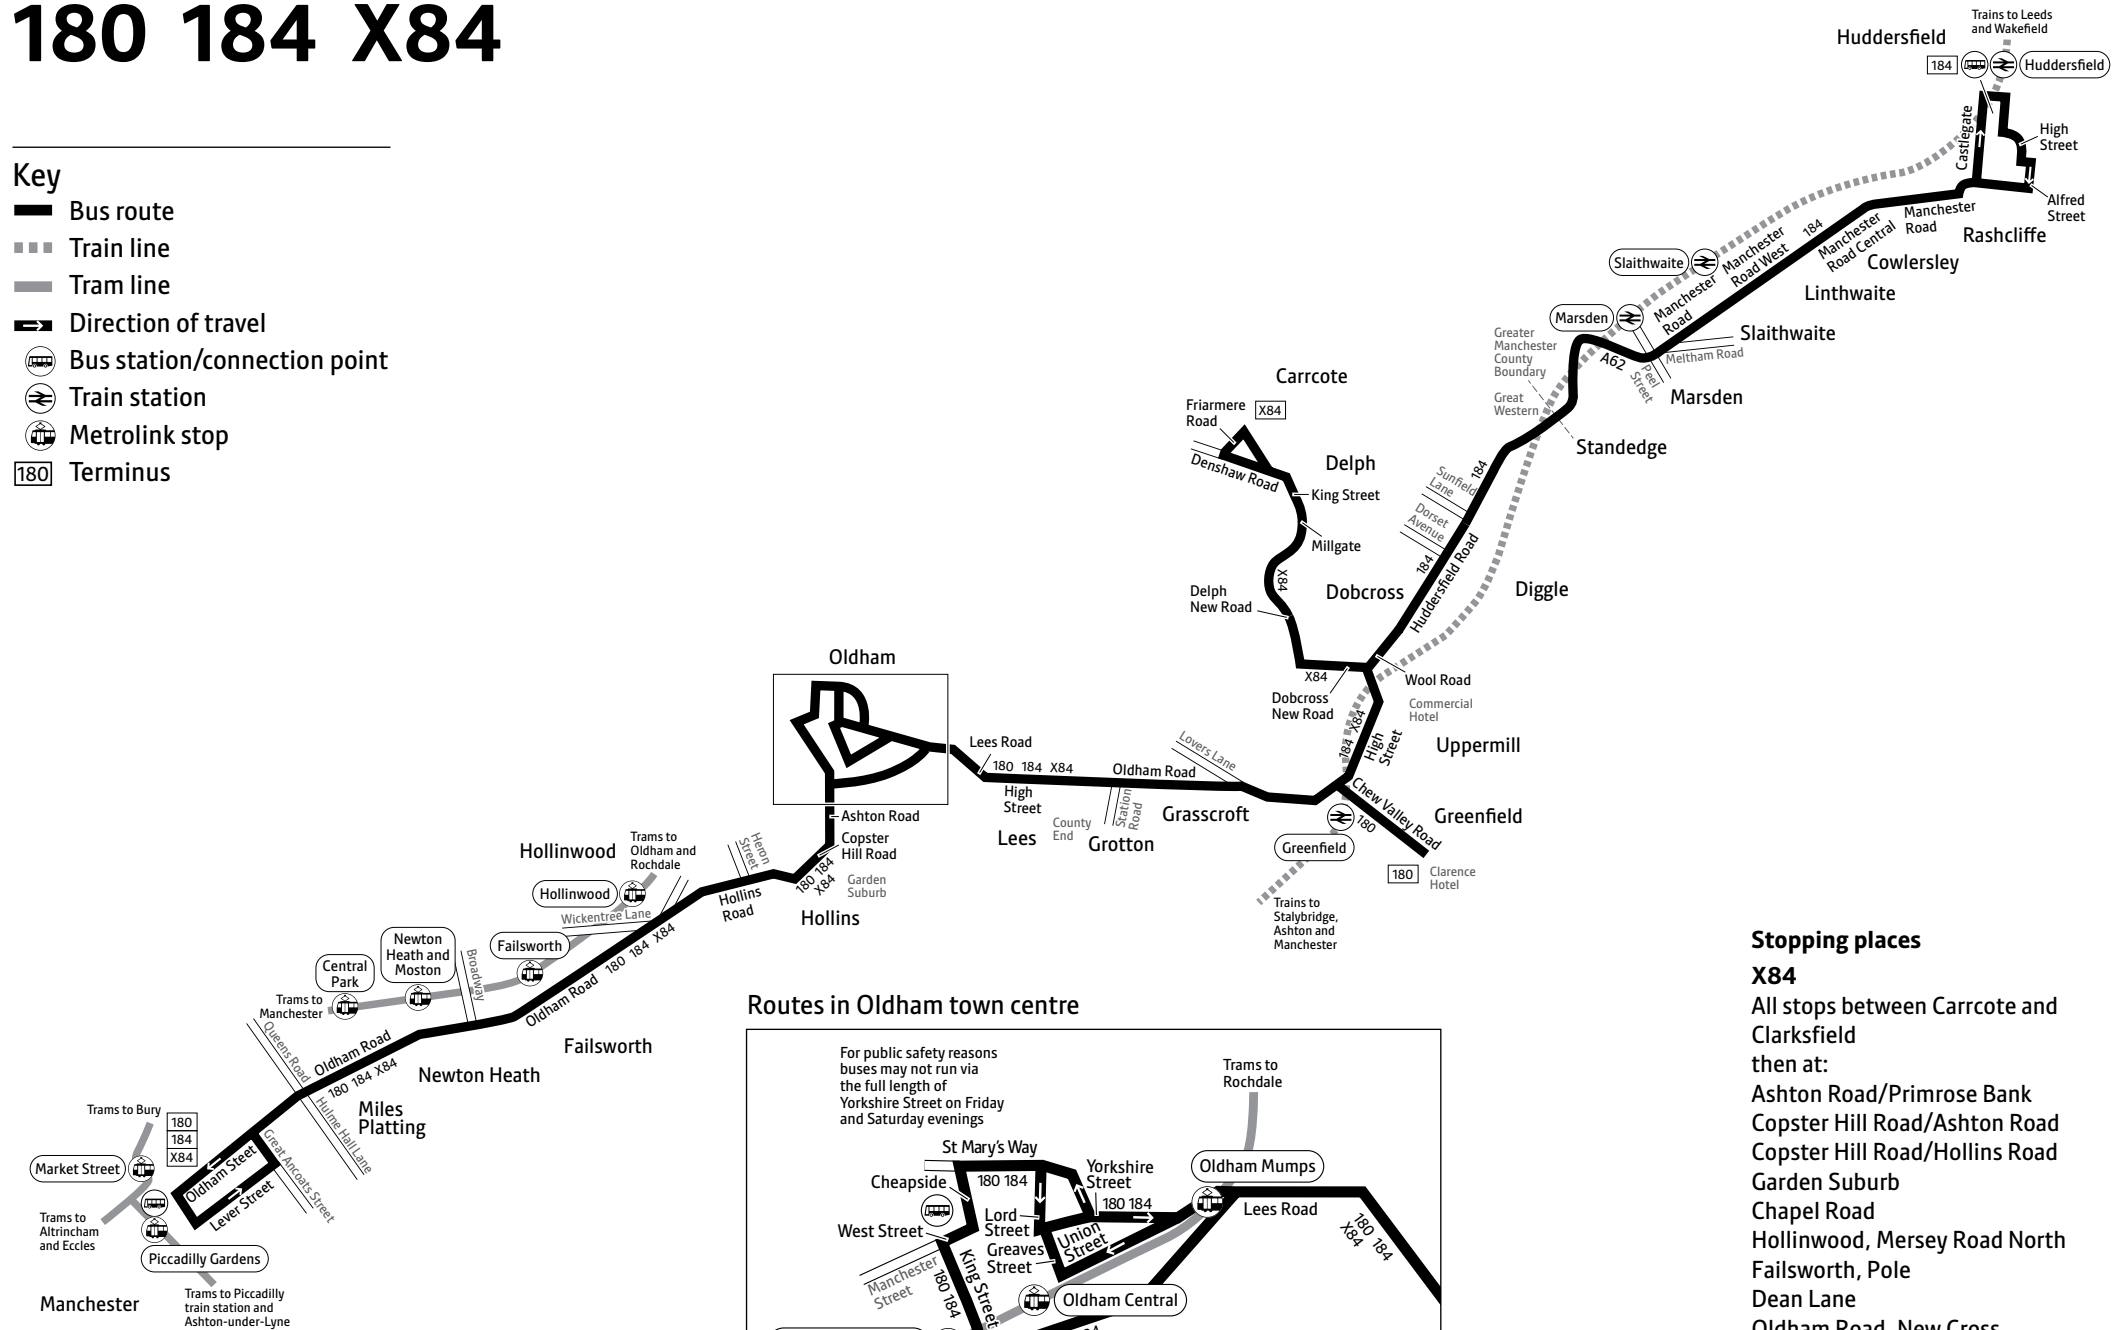 180 184 X84
Key
Bus route
Train line
Tram line
Direction of travel
Bus station/connection point
Train station
Metrolink stop
180 Terminus
Trains to Leeds
and Wakefield
Huddersfield
184
Huddersfield
Castlegate
High
Street
Alfred
Street
Manchester
Road
Rashcliffe
Manchester
Road Central
Cowlersley
184
Manchester
Road West
Linthwaite
Slaithwaite
Manchester
Road
Slaithwaite
Marsden
Meltham Road
A62
Peel
Street
Marsden
Greater
Manchester
County
Boundary
Great
Western
Standedge
Carrcote
Friarmere
Road
X84
Denshaw Road
Delph
King Street
Millgate
X84
Delph
New Road
Dobcross
Sunfield
Lane
184
Dorset
Avenue
184
Huddersfield Road
Diggle
X84
Dobcross
New Road
Wool Road
Commercial
Hotel
184 X84
High
Street
Uppermill
Oldham
Lees Road
180 184 X84
High
Street
Lees
County
End
Oldham Road
Station
Road
Grotton
Lovers Lane
Grasscroft
Chew Valley Road
180
Greenfield
Greenfield
180
Clarence
Hotel
Trains to
Stalybridge,
Ashton and
Manchester
Ashton Road
Copster
Hill Road
180 184
X84
Garden
Suburb
Hollins
Heron
Street
Hollins
Road
Trams to
Oldham and
Rochdale
Hollinwood
Hollinwood
Wickentree Lane
180 184 X84
Failsworth
Newton
Heath and
Moston
Broadway
Central
Park
Trams to
Manchester
Oldham Road
Failsworth
Queens Road
Oldham Road
180 184 X84
Newton Heath
Hulme Hall Lane
Miles
Platting
Trams to Bury
180
184
X84
Market Street
Oldham Steet
Lever Street
Great Ancoats Street
Trams to
Altrincham
and Eccles
Piccadilly Gardens
Manchester
Trams to Piccadilly
train station and
Ashton-under-Lyne
Routes in Oldham town centre
For public safety reasons
buses may not run via
the full length of
Yorkshire Street on Friday
and Saturday evenings
Trams to
Rochdale
St Mary's Way
Cheapside
180 184
Yorkshire
Street
180 184
Oldham Mumps
Lees Road
180 184
X84
West Street
Lord
Street
Union
Street
Greaves
Street
Manchester
Street
King Street
180 184
Oldham Central
Stopping places
X84
All stops between Carrcote and
Clarksfield
then at:
Ashton Road/Primrose Bank
Copster Hill Road/Ashton Road
Copster Hill Road/Hollins Road
Garden Suburb
Chapel Road
Hollinwood, Mersey Road North
Failsworth, Pole
Dean Lane
Oldham Road, New Cross